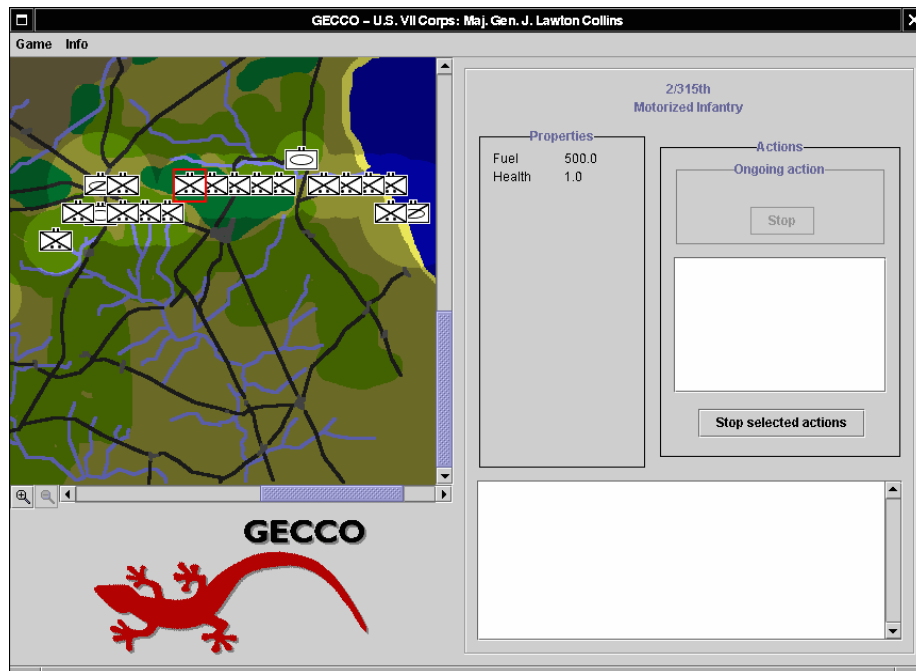 GECCO – U.S. VII Corps: Maj. Gen. J. Lawton Collins
Game Info
2/315th
Motorized Infantry
Properties
Fuel 500.0
Health 1.0
Actions
Ongoing action
Stop
Stop selected actions
GECCO